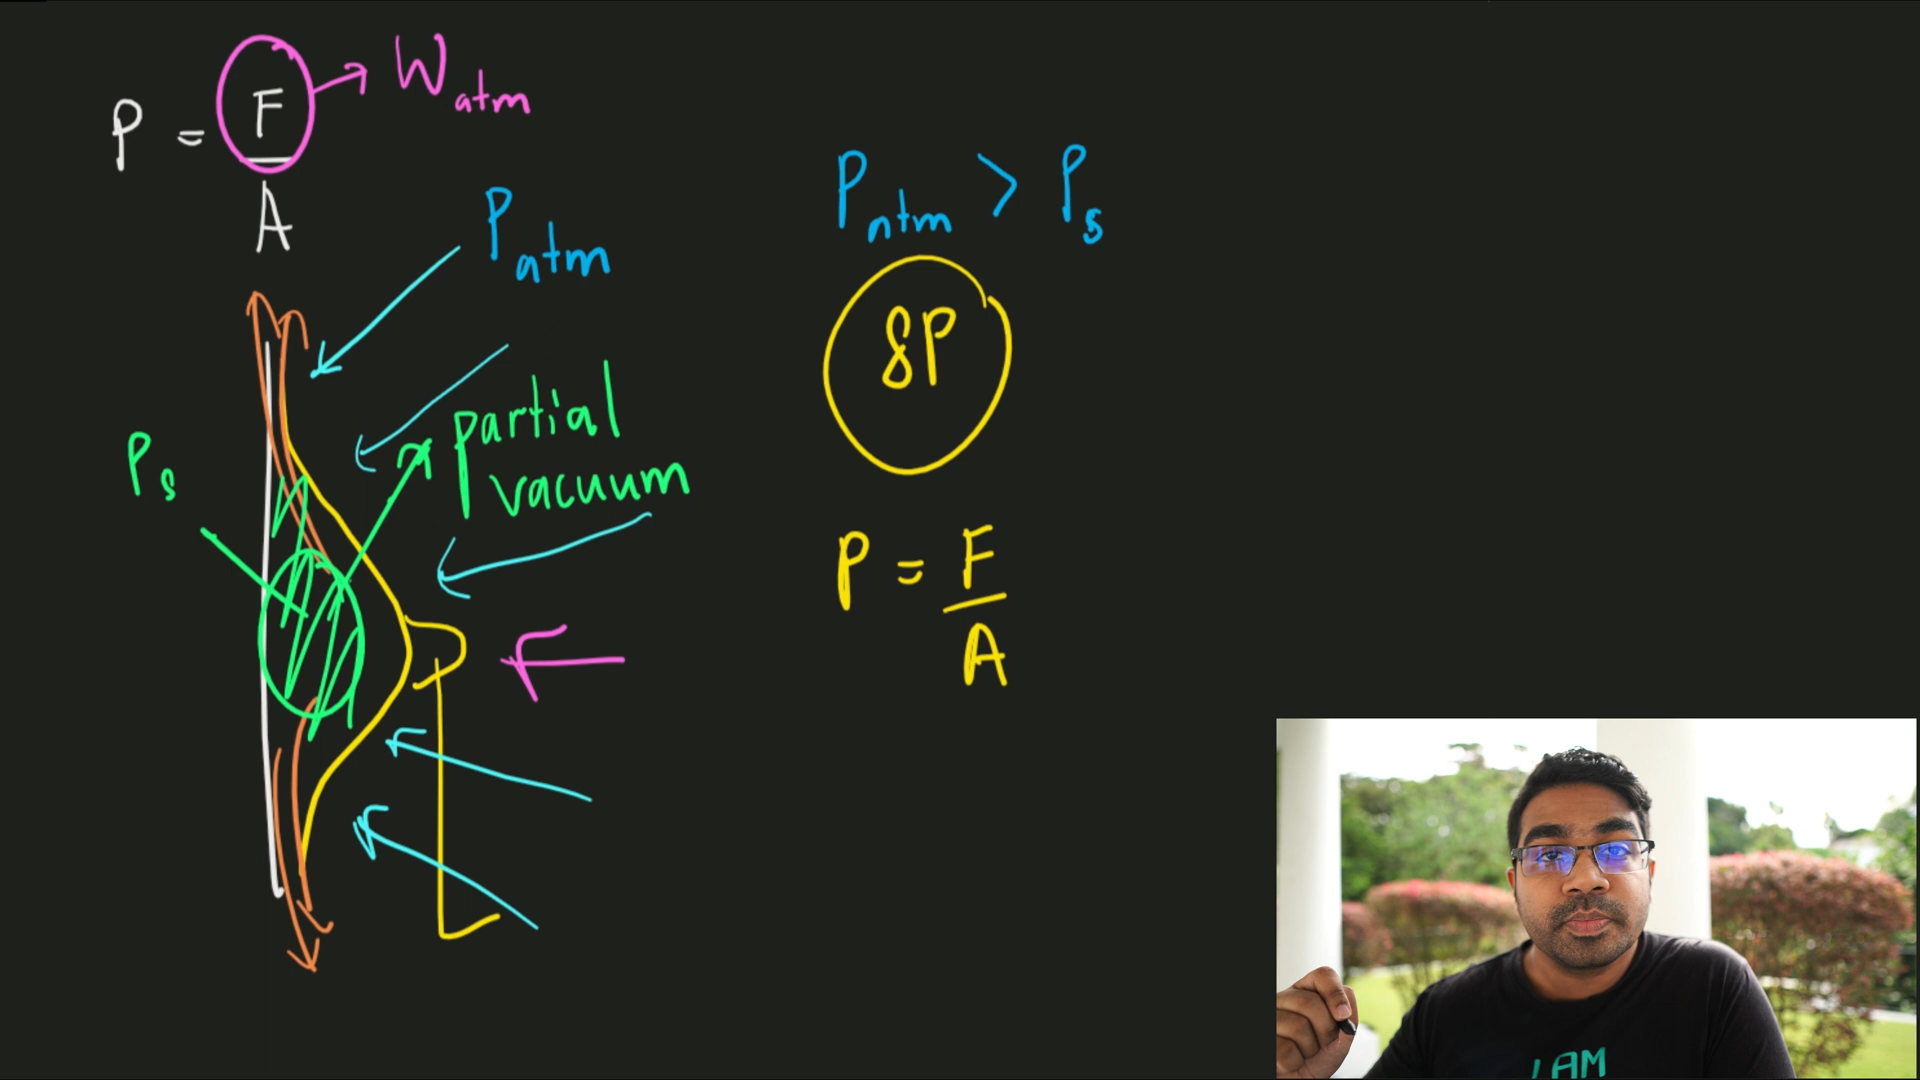 P = F / A → W atm
P atm
partial
vacuum
P s
P atm > P s
δP
P = F / A
I AM